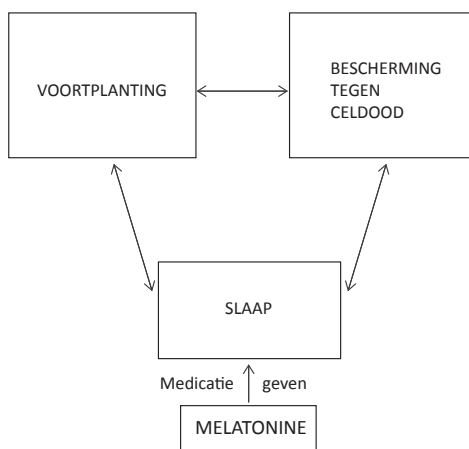 VOORTPLANTING
BESCHERMING
TEGEN
CELDOOD
SLAAP
Medicatie geven
MELATONINE